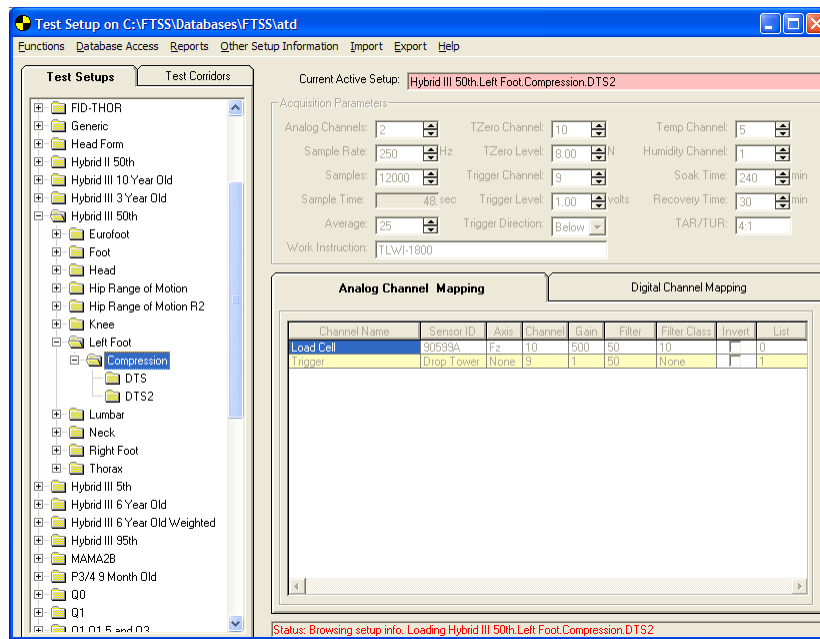 Test Setup on C:\FTSS\Databases\FTSS\atd
Functions Database Access Reports Other Setup Information Import Export Help
Test Setups Test Corridors
FID-THOR
Generic
Head Form
Hybrid II 50th
Hybrid III 10 Year Old
Hybrid III 3 Year Old
Hybrid III 50th
Eurofoot
Foot
Head
Hip Range of Motion
Hip Range of Motion R2
Knee
Left Foot
Compression
DTS
DTS2
Lumbar
Neck
Right Foot
Thorax
Hybrid III 5th
Hybrid III 6 Year Old
Hybrid III 6 Year Old Weighted
Hybrid III 95th
MAMA2B
P3/4 9 Month Old
Q0
Q1
Q1,Q1.5 and Q3
Current Active Setup: Hybrid III 50th.Left Foot.Compression.DTS2
Acquisition Parameters
Analog Channels: 2 TZero Channel: 10 Temp Channel: 5
Sample Rate: 250 Hz TZero Level: 8.00 N Humidity Channel: 1
Samples: 12000 Trigger Channel: 9 Soak Time: 240 min
Sample Time: 48 sec Trigger Level: 1.00 volts Recovery Time: 30 min
Average: 25 Trigger Direction: Below TAR/TUR: 4:1
Work Instruction: TLWI-1800
Analog Channel Mapping Digital Channel Mapping
Channel Name Sensor ID Axis Channel Gain Filter Filter Class Invert List
Load Cell 90599A Fz 10 500 50 10 0
Trigger Drop Tower None 9 1 50 None 1
Status: Browsing setup info. Loading Hybrid III 50th.Left Foot.Compression.DTS2